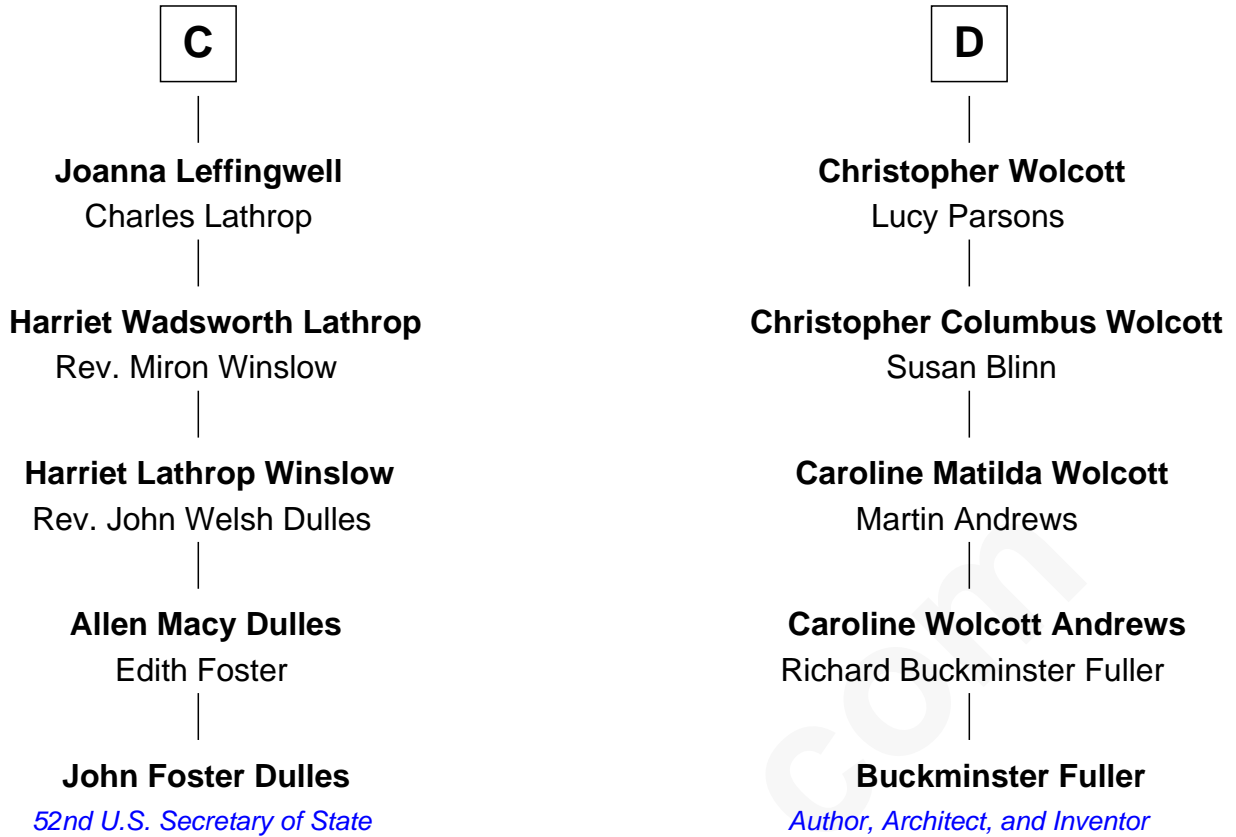 C
Joanna Leffingwell
Charles Lathrop
Harriet Wadsworth Lathrop
Rev. Miron Winslow
Harriet Lathrop Winslow
Rev. John Welsh Dulles
Allen Macy Dulles
Edith Foster
John Foster Dulles
52nd U.S. Secretary of State
D
Christopher Wolcott
Lucy Parsons
Christopher Columbus Wolcott
Susan Blinn
Caroline Matilda Wolcott
Martin Andrews
Caroline Wolcott Andrews
Richard Buckminster Fuller
Buckminster Fuller
Author, Architect, and Inventor
com